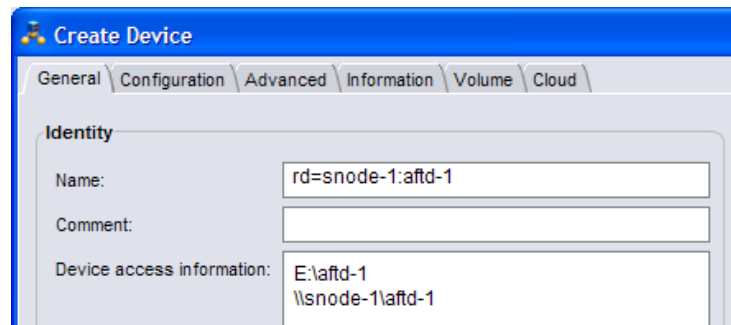 Create Device
General Configuration Advanced Information Volume Cloud
Identity
Name: rd=snode-1:aftd-1
Comment:
Device access information: E:\aftd-1
\\snode-1\aftd-1